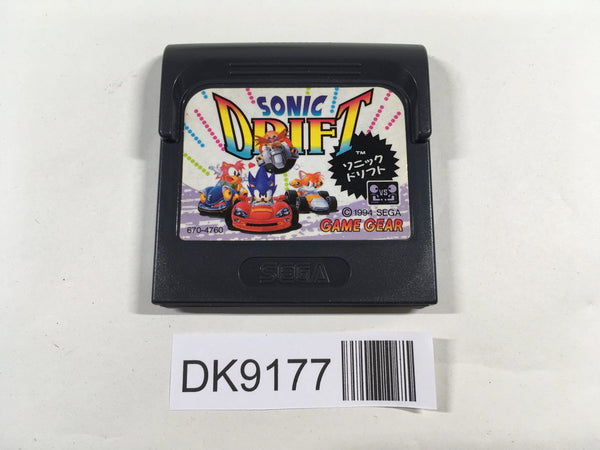 SONIC
DRIFT
™
ソニック
ドリフト
VS
© 1994 SEGA
670-4760
GAME GEAR
SEGA
DK9177